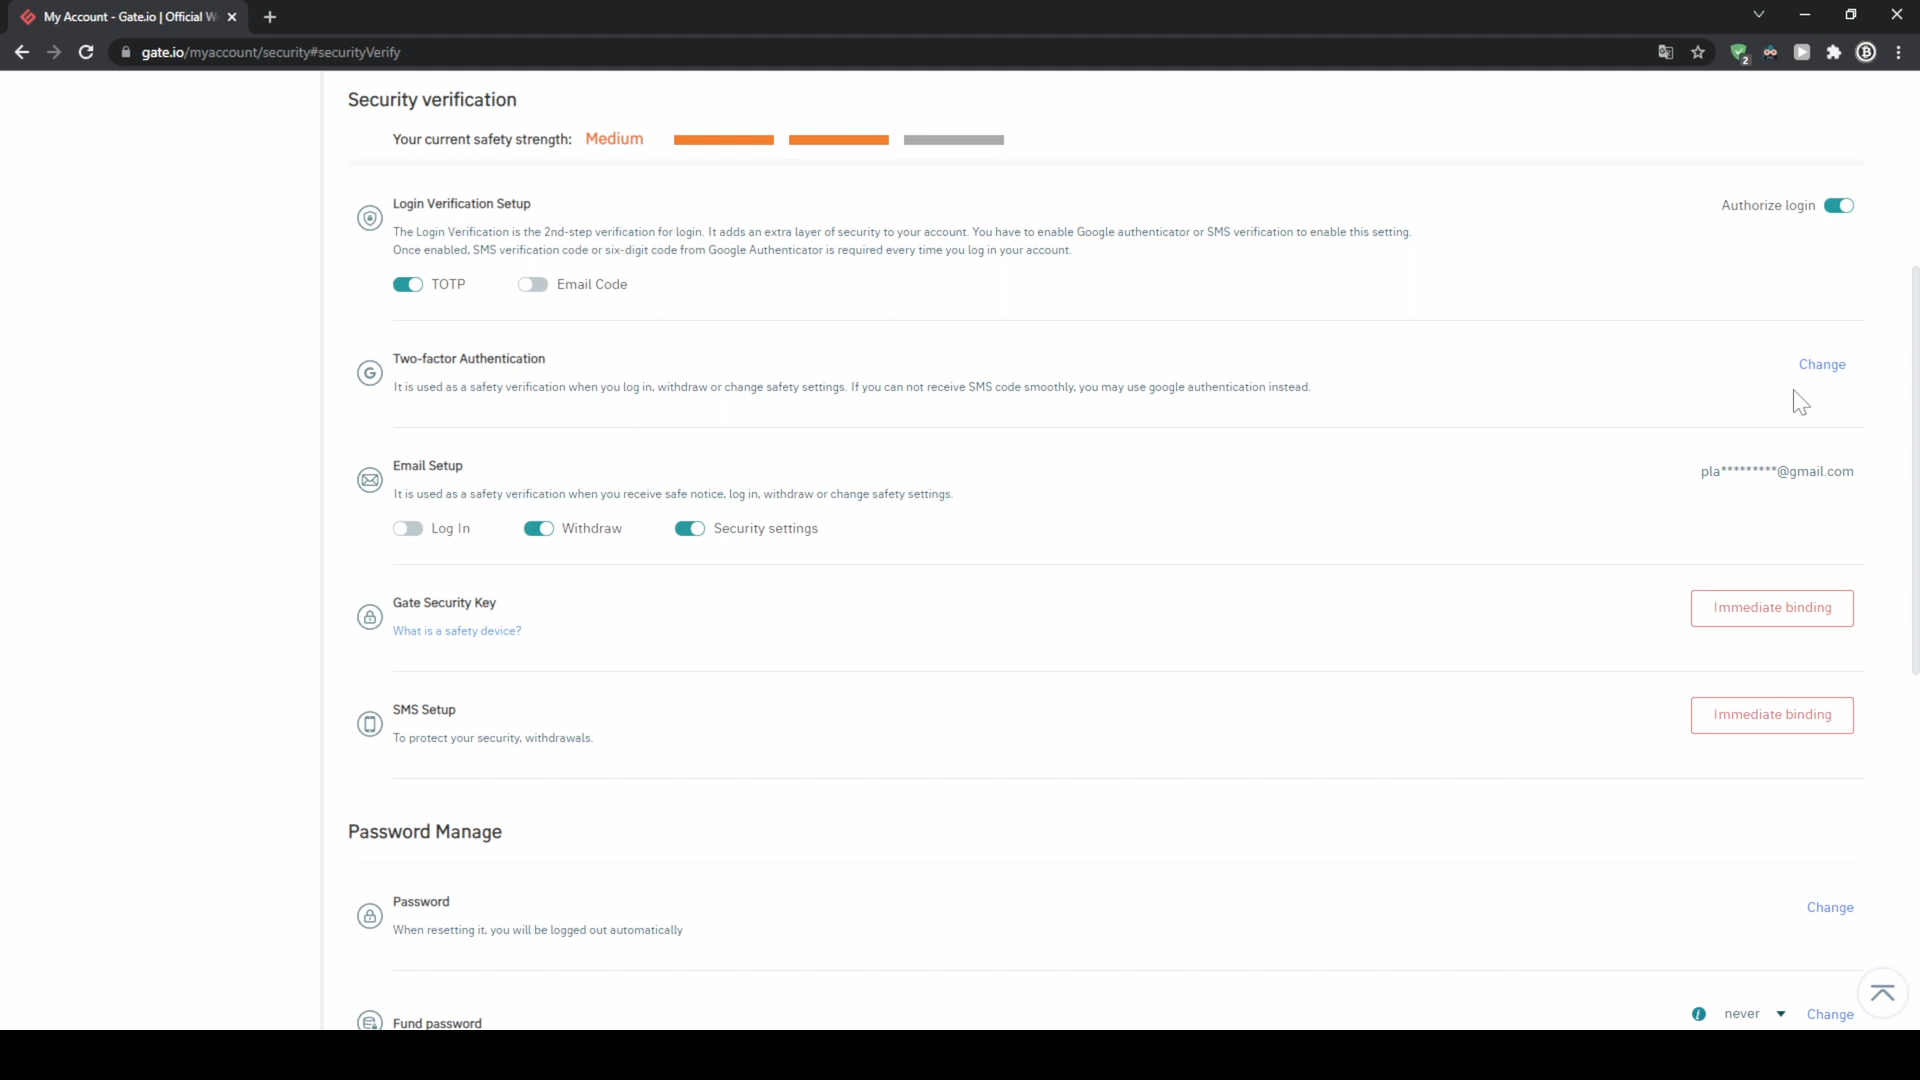 My Account - Gate.io | Official W
gate.io/myaccount/security#securityVerify
2
Security verification
Your current safety strength: Medium
Login Verification Setup
Authorize login
The Login Verification is the 2nd-step verification for login. It adds an extra layer of security to your account. You have to enable Google authenticator or SMS verification to enable this setting.
Once enabled, SMS verification code or six-digit code from Google Authenticator is required every time you log in your account.
TOTP Email Code
Two-factor Authentication
Change
It is used as a safety verification when you log in, withdraw or change safety settings. If you can not receive SMS code smoothly, you may use google authentication instead.
Email Setup
pla*********@gmail.com
It is used as a safety verification when you receive safe notice, log in, withdraw or change safety settings.
Log In Withdraw Security settings
Gate Security Key
Immediate binding
What is a safety device?
SMS Setup
Immediate binding
To protect your security, withdrawals.
Password Manage
Password
Change
When resetting it, you will be logged out automatically
Fund password
never Change